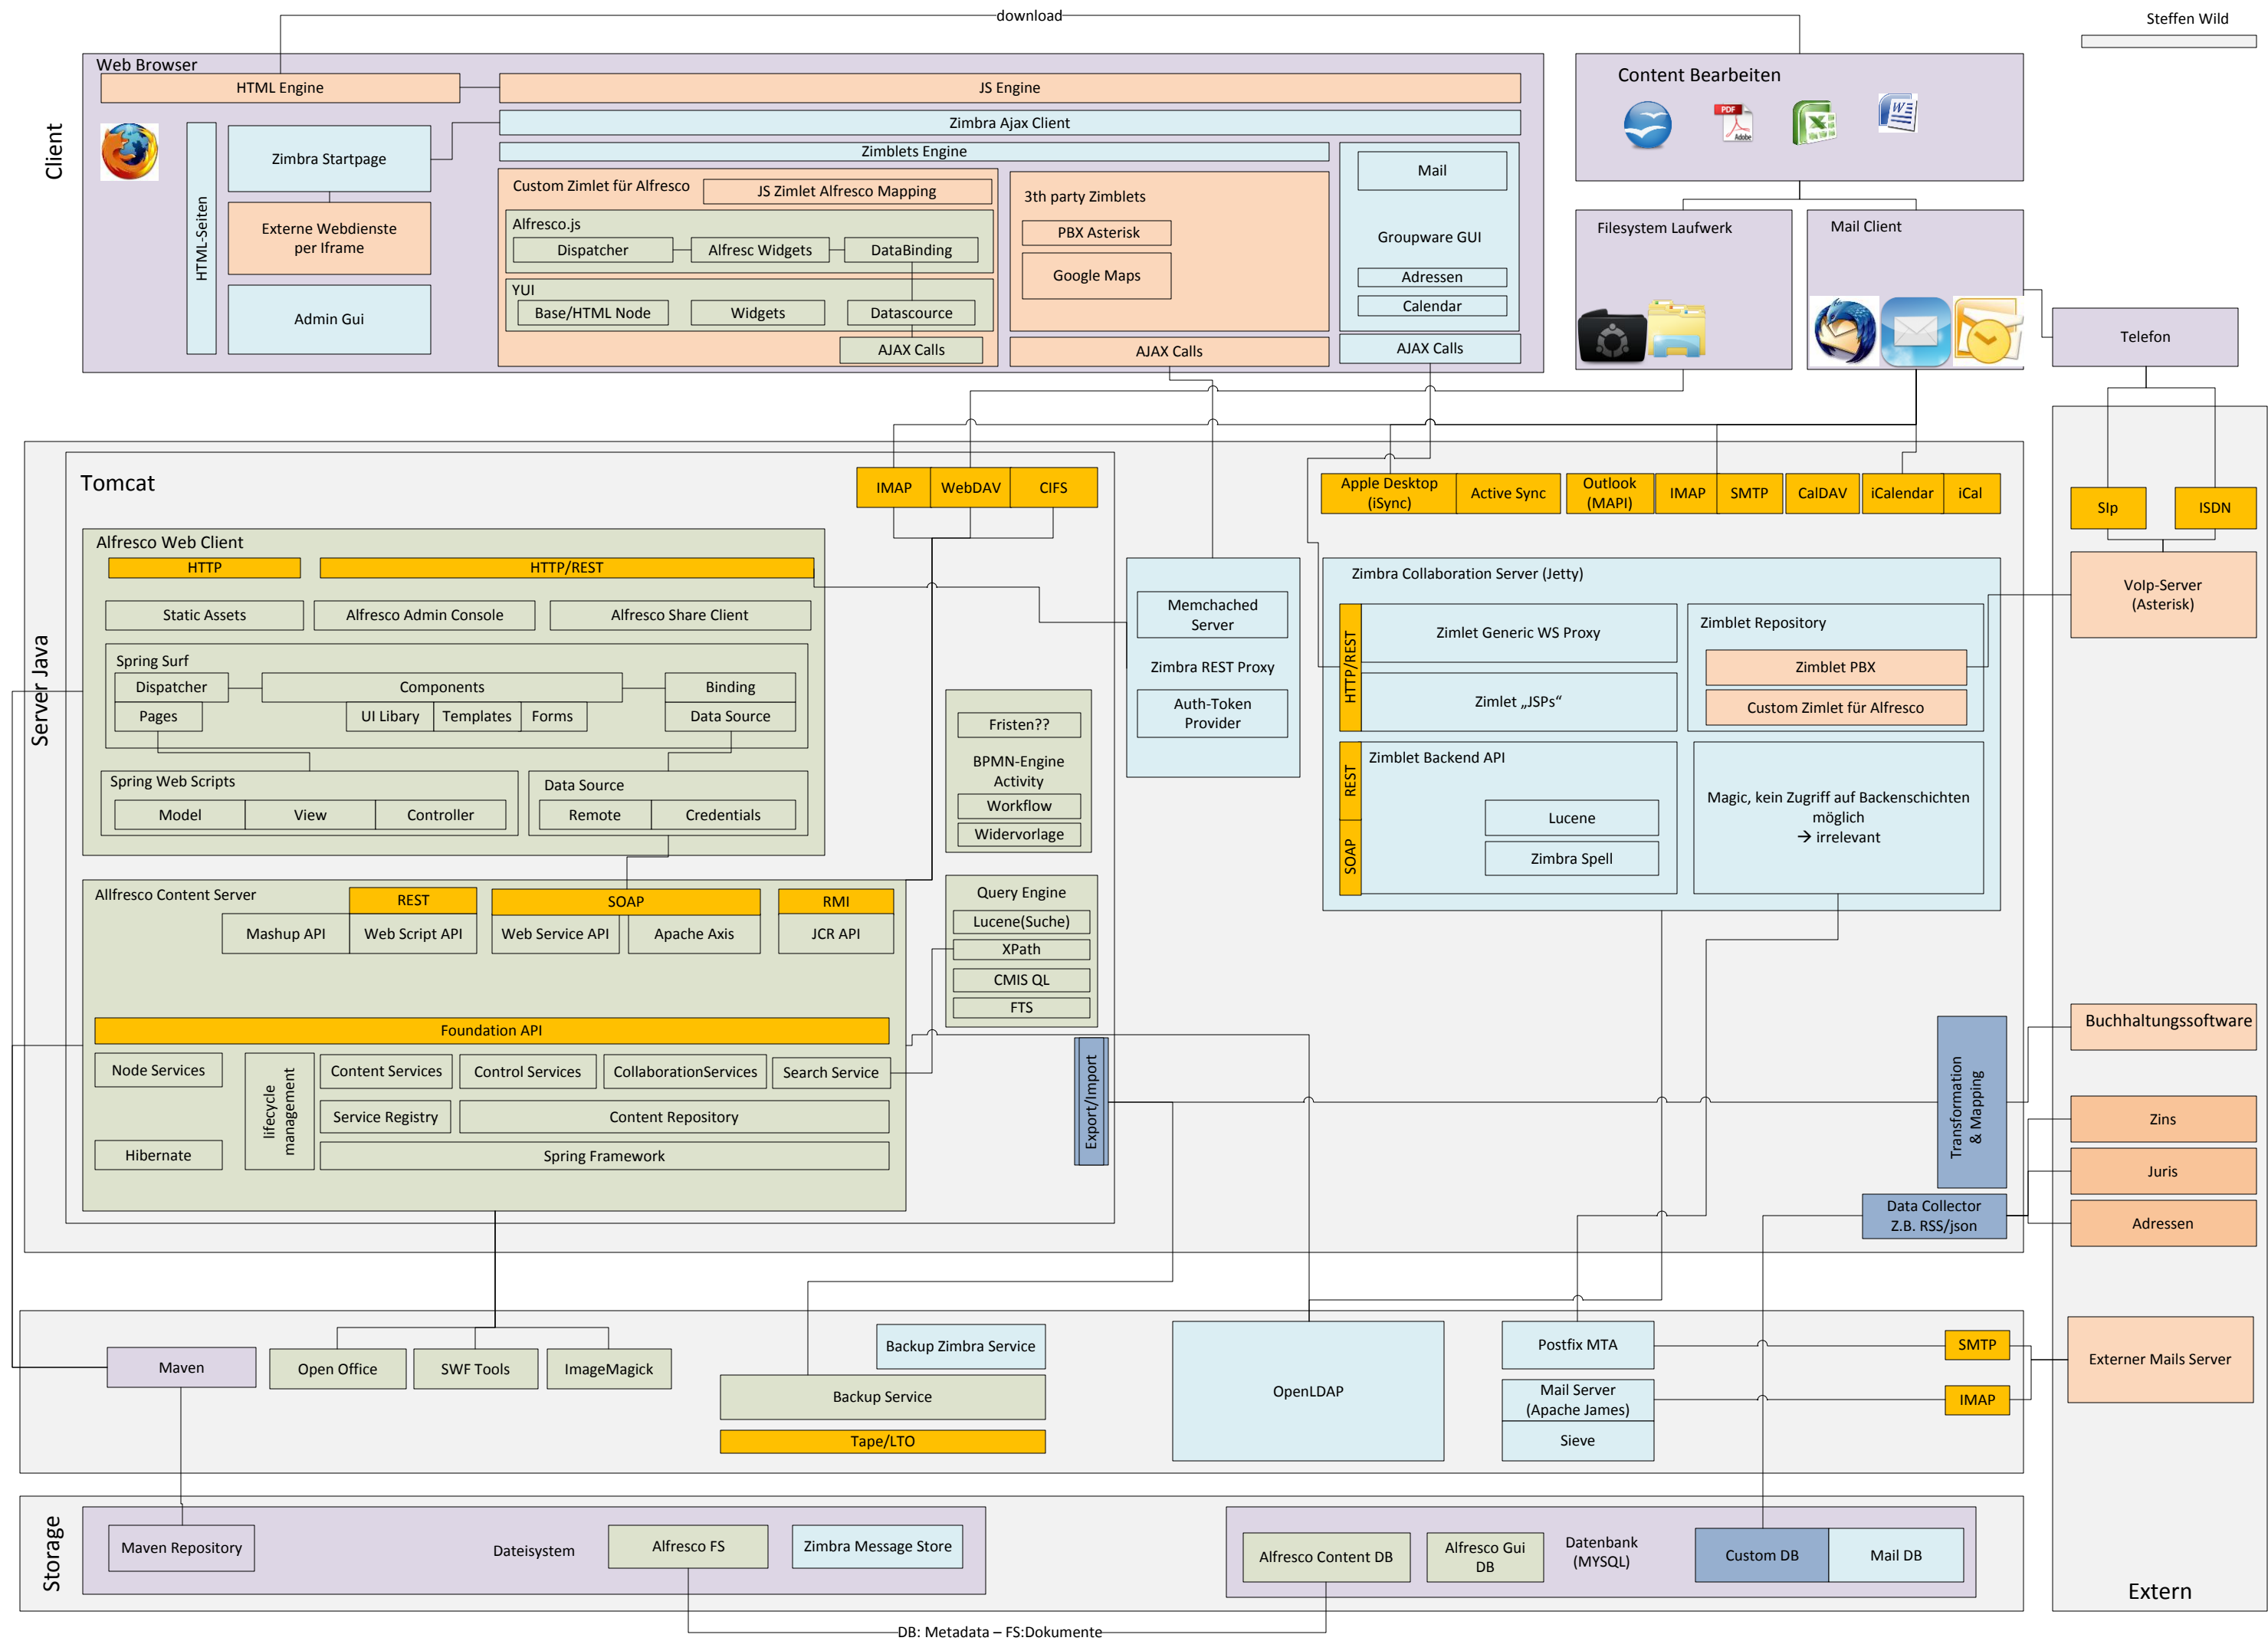 download
Steffen Wild
Client
Web Browser
HTML Engine
JS Engine
Zimbra Ajax Client
Zimblets Engine
HTML-Seiten
Zimbra Startpage
Externe Webdienste
per Iframe
Admin Gui
Custom Zimlet für Alfresco
JS Zimlet Alfresco Mapping
Alfresco.js
Dispatcher
Alfresc Widgets
DataBinding
YUI
Base/HTML Node
Widgets
Datascource
AJAX Calls
3th party Zimblets
PBX Asterisk
Google Maps
AJAX Calls
Mail
Groupware GUI
Adressen
Calendar
AJAX Calls
Content Bearbeiten
PDF
Adobe
Filesystem Laufwerk
Mail Client
Telefon
Server Java
Tomcat
IMAP
WebDAV
CIFS
Apple Desktop
(iSync)
Active Sync
Outlook
(MAPI)
IMAP
SMTP
CalDAV
iCalendar
iCal
SIp
ISDN
Alfresco Web Client
HTTP
HTTP/REST
Static Assets
Alfresco Admin Console
Alfresco Share Client
Spring Surf
Dispatcher
Components
Binding
Pages
UI Libary
Templates
Forms
Data Source
Spring Web Scripts
Model
View
Controller
Data Source
Remote
Credentials
Fristen??
BPMN-Engine
Activity
Workflow
Widervorlage
Memchached
Server
Zimbra REST Proxy
Auth-Token
Provider
Zimbra Collaboration Server (Jetty)
HTTP/REST
Zimlet Generic WS Proxy
Zimlet „JSPs“
Zimblet Repository
Zimblet PBX
Custom Zimlet für Alfresco
REST
SOAP
Zimblet Backend API
Lucene
Zimbra Spell
Magic, kein Zugriff auf Backenschichten
möglich
→ irrelevant
VoIp-Server
(Asterisk)
Allfresco Content Server
REST
SOAP
RMI
Mashup API
Web Script API
Web Service API
Apache Axis
JCR API
Query Engine
Lucene(Suche)
XPath
CMIS QL
FTS
Foundation API
Node Services
lifecycle
management
Content Services
Control Services
CollaborationServices
Search Service
Service Registry
Content Repository
Hibernate
Spring Framework
Export/Import
Transformation
& Mapping
Data Collector
Z.B. RSS/json
Buchhaltungssoftware
Zins
Juris
Adressen
Maven
Open Office
SWF Tools
ImageMagick
Backup Zimbra Service
Backup Service
Tape/LTO
OpenLDAP
Postfix MTA
Mail Server
(Apache James)
Sieve
SMTP
IMAP
Externer Mails Server
Storage
Maven Repository
Dateisystem
Alfresco FS
Zimbra Message Store
Alfresco Content DB
Alfresco Gui
DB
Datenbank
(MYSQL)
Custom DB
Mail DB
Extern
DB: Metadata – FS:Dokumente